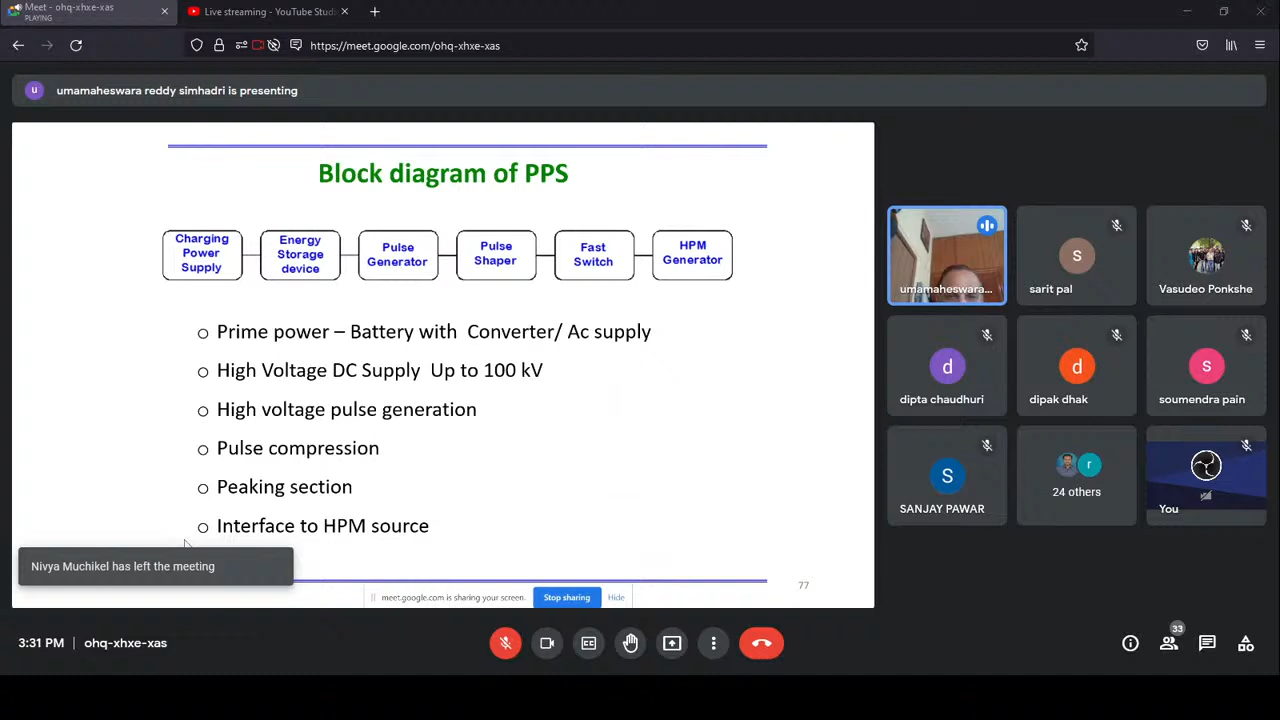 Meet - ohq-xhxe-xas
PLAYING
Live streaming - YouTube Stud
https://meet.google.com/ohq-xhxe-xas
u
umamaheswara reddy simhadri is presenting
Block diagram of PPS
Charging
Power
Supply
Energy
Storage
device
Pulse
Generator
Pulse
Shaper
Fast
Switch
HPM
Generator
Prime power – Battery with Converter/ Ac supply
High Voltage DC Supply Up to 100 kV
High voltage pulse generation
Pulse compression
Peaking section
Interface to HPM source
Nivya Muchikel has left the meeting
77
meet.google.com is sharing your screen.
Stop sharing
Hide
umamaheswara...
s
sarit pal
Vasudeo Ponkshe
d
dipta chaudhuri
d
dipak dhak
s
soumendra pain
S
SANJAY PAWAR
r
24 others
You
3:31 PM | ohq-xhxe-xas
CC
33